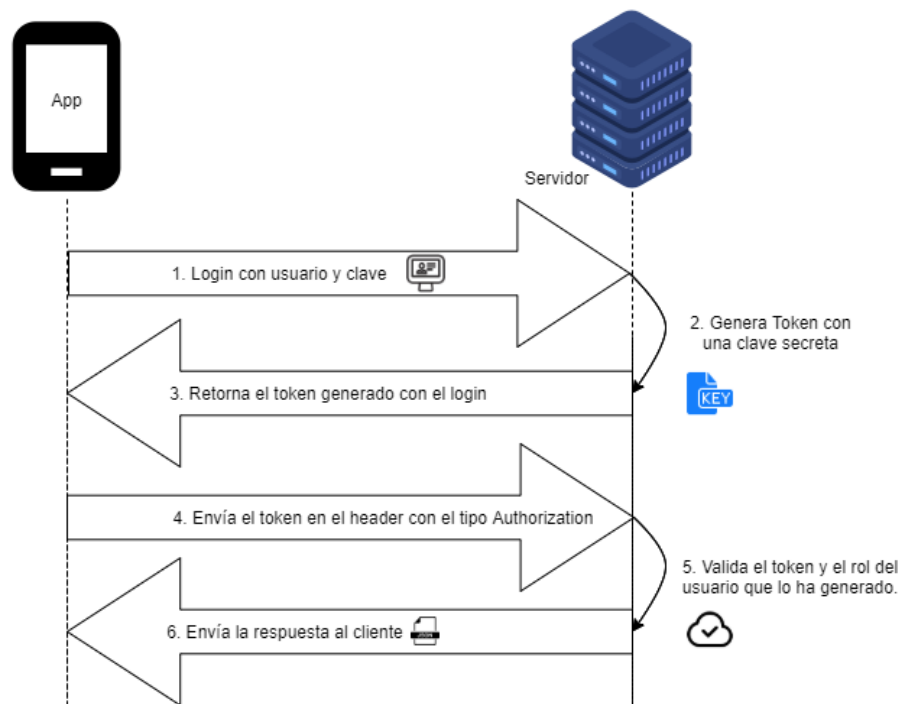 App
Servidor
1. Login con usuario y clave
2. Genera Token con
una clave secreta
3. Retorna el token generado con el login
KEY
4. Envía el token en el header con el tipo Authorization
5. Valida el token y el rol del
usuario que lo ha generado.
6. Envía la respuesta al cliente
JSON